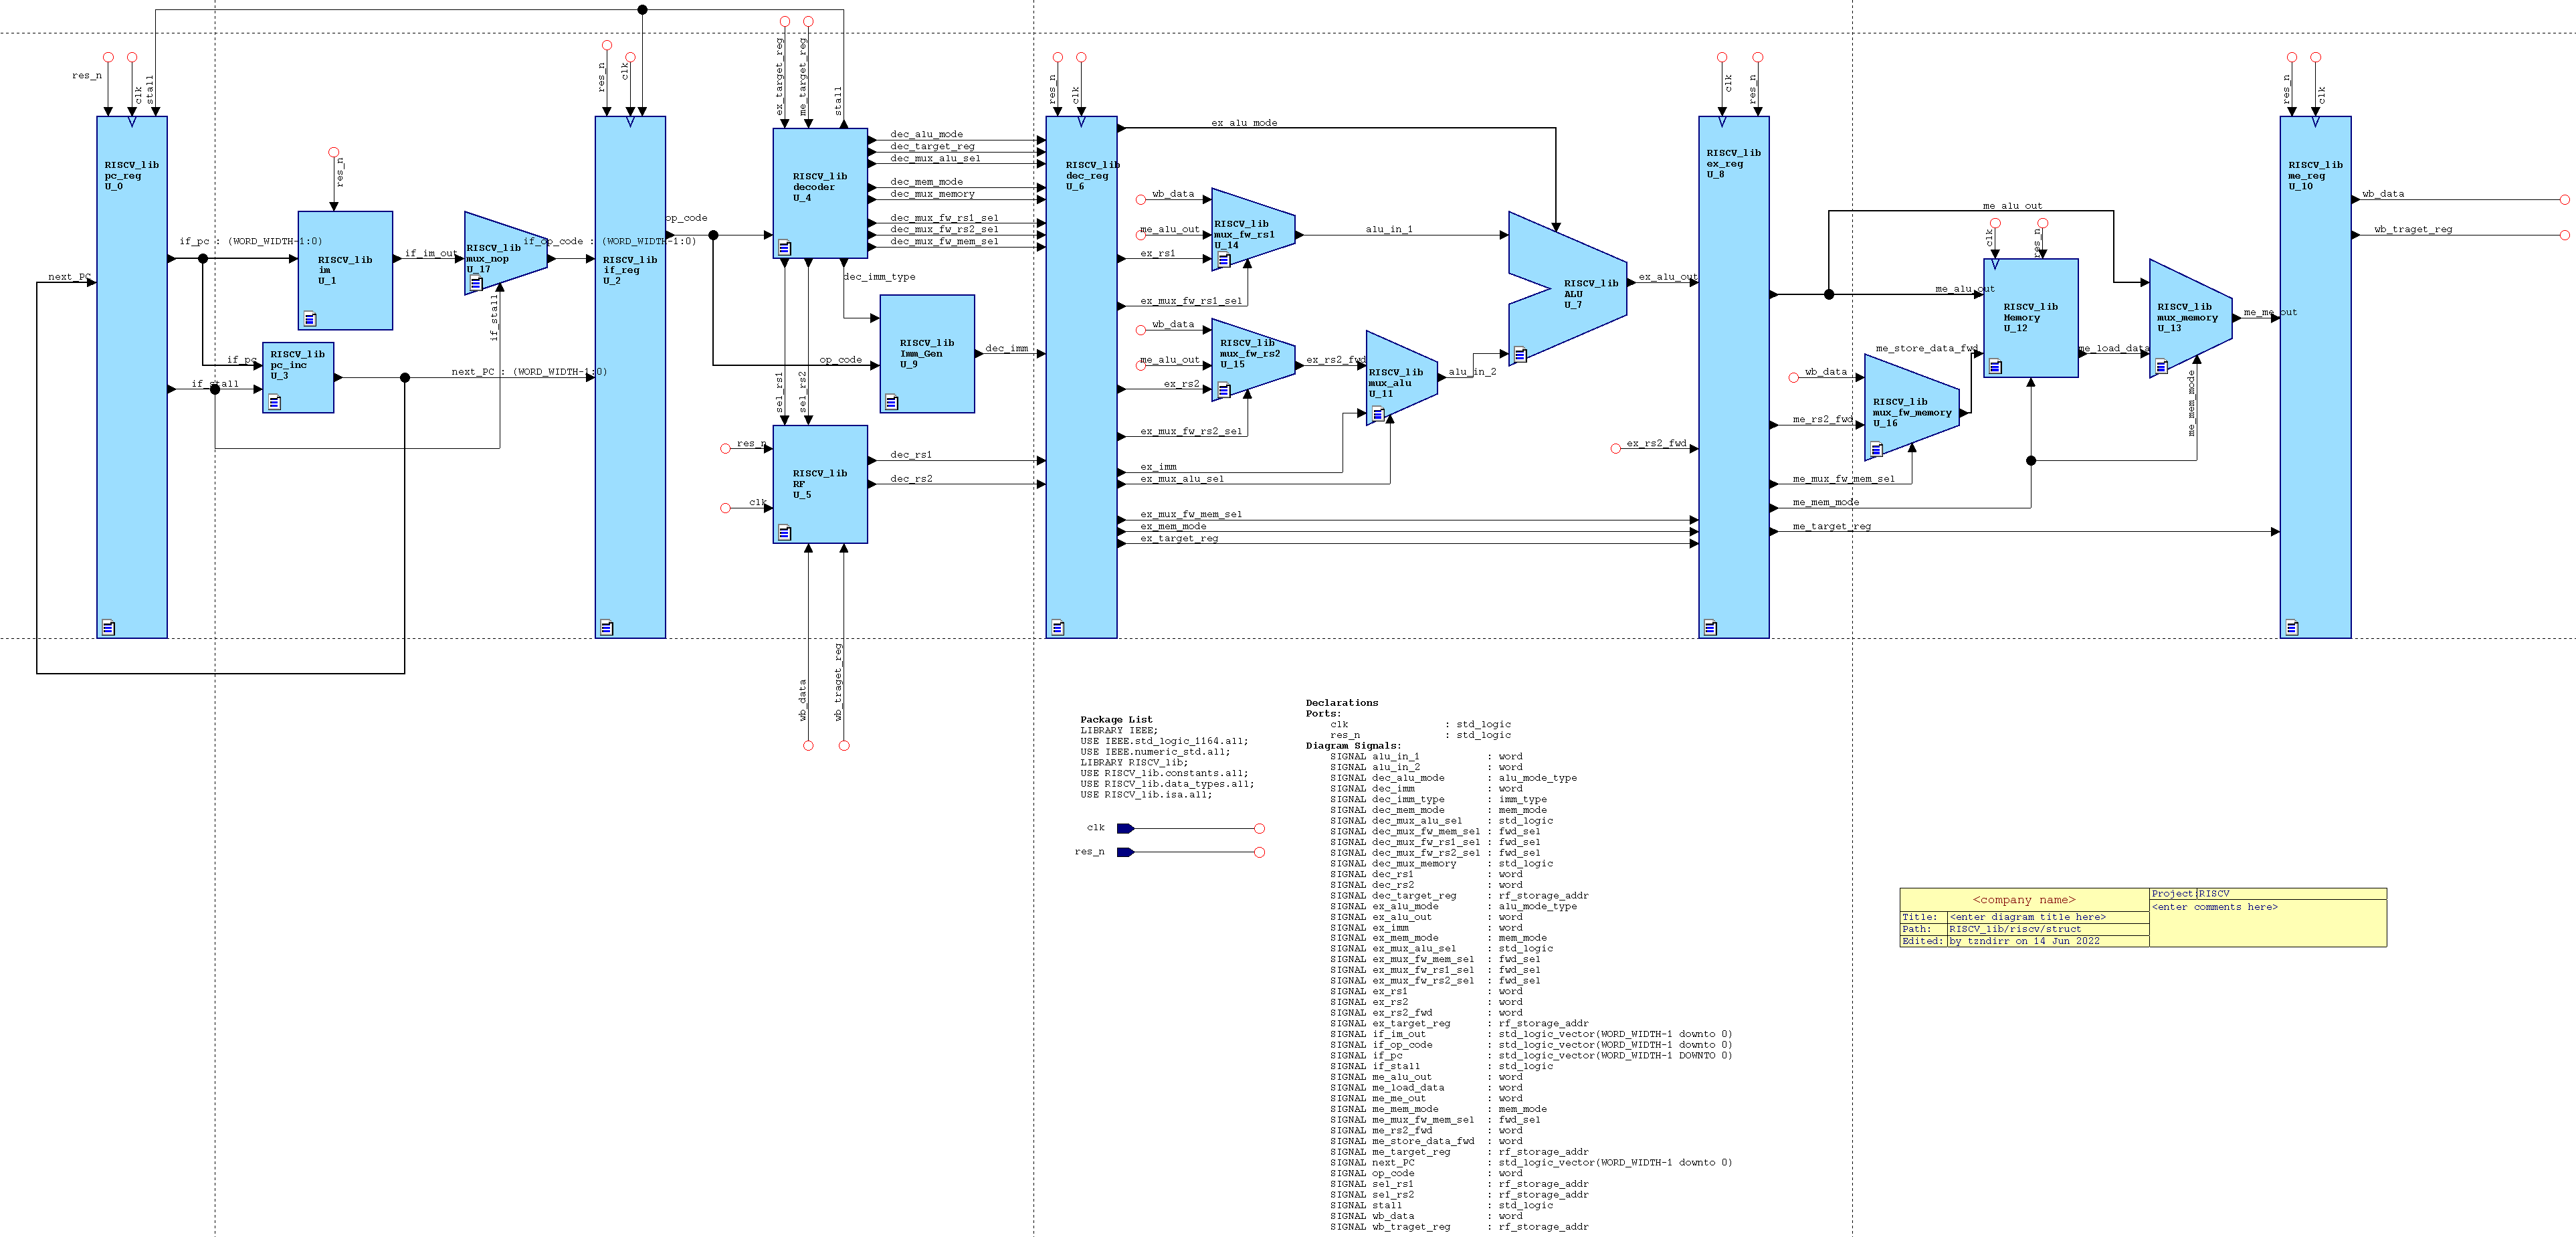 res_n
clk
stall
RISCV_lib
pc_reg
U_0
if_pc : (WORD_WIDTH-1:0)
next_PC
if_pc
if_stall
res_n
RISCV_lib
im
U_1
if_im_out
RISCV_lib
pc_inc
U_3
next_PC : (WORD_WIDTH-1:0)
RISCV_lib
mux_nop
U_17
if_stall
if_op_code : (WORD_WIDTH-1:0)
res_n
clk
RISCV_lib
if_reg
U_2
op_code
ex_target_reg
me_target_reg
stall
RISCV_lib
decoder
U_4
dec_alu_mode
dec_target_reg
dec_mux_alu_sel
dec_mem_mode
dec_mux_memory
dec_mux_fw_rs1_sel
dec_mux_fw_rs2_sel
dec_mux_fw_mem_sel
dec_imm_type
RISCV_lib
Imm_Gen
U_9
op_code
dec_imm
sel_rs1
sel_rs2
res_n
clk
RISCV_lib
RF
U_5
dec_rs1
dec_rs2
wb_data
wb_traget_reg
res_n
clk
RISCV_lib
dec_reg
U_6
ex_alu_mode
wb_data
me_alu_out
ex_rs1
ex_mux_fw_rs1_sel
RISCV_lib
mux_fw_rs1
U_14
alu_in_1
wb_data
me_alu_out
ex_rs2
ex_mux_fw_rs2_sel
RISCV_lib
mux_fw_rs2
U_15
ex_rs2_fwd
RISCV_lib
mux_alu
U_11
alu_in_2
ex_imm
ex_mux_alu_sel
ex_mux_fw_mem_sel
ex_mem_mode
ex_target_reg
RISCV_lib
ALU
U_7
ex_alu_out
ex_rs2_fwd
clk
res_n
RISCV_lib
ex_reg
U_8
me_alu_out
me_alu_out
clk
res_n
RISCV_lib
Memory
U_12
me_store_data_fwd
me_load_data
wb_data
me_rs2_fwd
RISCV_lib
mux_fw_memory
U_16
me_mux_fw_mem_sel
me_mem_mode
me_target_reg
me_mem_mode
RISCV_lib
mux_memory
U_13
me_me_out
res_n
clk
RISCV_lib
me_reg
U_10
wb_data
wb_traget_reg
Package List
LIBRARY IEEE;
USE IEEE.std_logic_1164.all;
USE IEEE.numeric_std.all;
LIBRARY RISCV_lib;
USE RISCV_lib.constants.all;
USE RISCV_lib.data_types.all;
USE RISCV_lib.isa.all;
clk
res_n
Declarations
Ports:
clk : std_logic
res_n : std_logic
Diagram Signals:
SIGNAL alu_in_1 : word
SIGNAL alu_in_2 : word
SIGNAL dec_alu_mode : alu_mode_type
SIGNAL dec_imm : word
SIGNAL dec_imm_type : imm_type
SIGNAL dec_mem_mode : mem_mode
SIGNAL dec_mux_alu_sel : std_logic
SIGNAL dec_mux_fw_mem_sel : fwd_sel
SIGNAL dec_mux_fw_rs1_sel : fwd_sel
SIGNAL dec_mux_fw_rs2_sel : fwd_sel
SIGNAL dec_mux_memory : std_logic
SIGNAL dec_rs1 : word
SIGNAL dec_rs2 : word
SIGNAL dec_target_reg : rf_storage_addr
SIGNAL ex_alu_mode : alu_mode_type
SIGNAL ex_alu_out : word
SIGNAL ex_imm : word
SIGNAL ex_mem_mode : mem_mode
SIGNAL ex_mux_alu_sel : std_logic
SIGNAL ex_mux_fw_mem_sel : fwd_sel
SIGNAL ex_mux_fw_rs1_sel : fwd_sel
SIGNAL ex_mux_fw_rs2_sel : fwd_sel
SIGNAL ex_rs1 : word
SIGNAL ex_rs2 : word
SIGNAL ex_rs2_fwd : word
SIGNAL ex_target_reg : rf_storage_addr
SIGNAL if_im_out : std_logic_vector(WORD_WIDTH-1 downto 0)
SIGNAL if_op_code : std_logic_vector(WORD_WIDTH-1 downto 0)
SIGNAL if_pc : std_logic_vector(WORD_WIDTH-1 DOWNTO 0)
SIGNAL if_stall : std_logic
SIGNAL me_alu_out : word
SIGNAL me_load_data : word
SIGNAL me_me_out : word
SIGNAL me_mem_mode : mem_mode
SIGNAL me_mux_fw_mem_sel : fwd_sel
SIGNAL me_rs2_fwd : word
SIGNAL me_store_data_fwd : word
SIGNAL me_target_reg : rf_storage_addr
SIGNAL next_PC : std_logic_vector(WORD_WIDTH-1 downto 0)
SIGNAL op_code : word
SIGNAL sel_rs1 : rf_storage_addr
SIGNAL sel_rs2 : rf_storage_addr
SIGNAL stall : std_logic
SIGNAL wb_data : word
SIGNAL wb_traget_reg : rf_storage_addr
<company name>
Project: RISCV
<enter comments here>
Title: <enter diagram title here>
Path: RISCV_lib/riscv/struct
Edited: by tzndirr on 14 Jun 2022